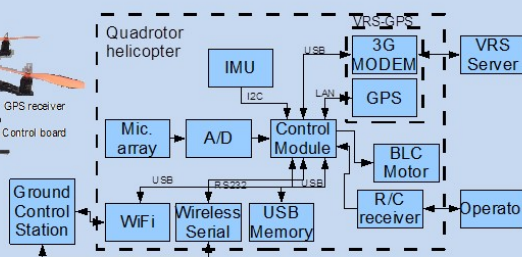 VRS-GPS
Quadrotor
helicopter
USB
3G
MODEM
VRS
Server
IMU
GPS receiver
I2C
LAN
GPS
Control board
Mic.
array
A/D
Control
Module
BLC
Motor
USB
RS232
USB
Ground
Control
Station
WiFi
Wireless
Serial
USB
Memory
R/C
receiver
Operato